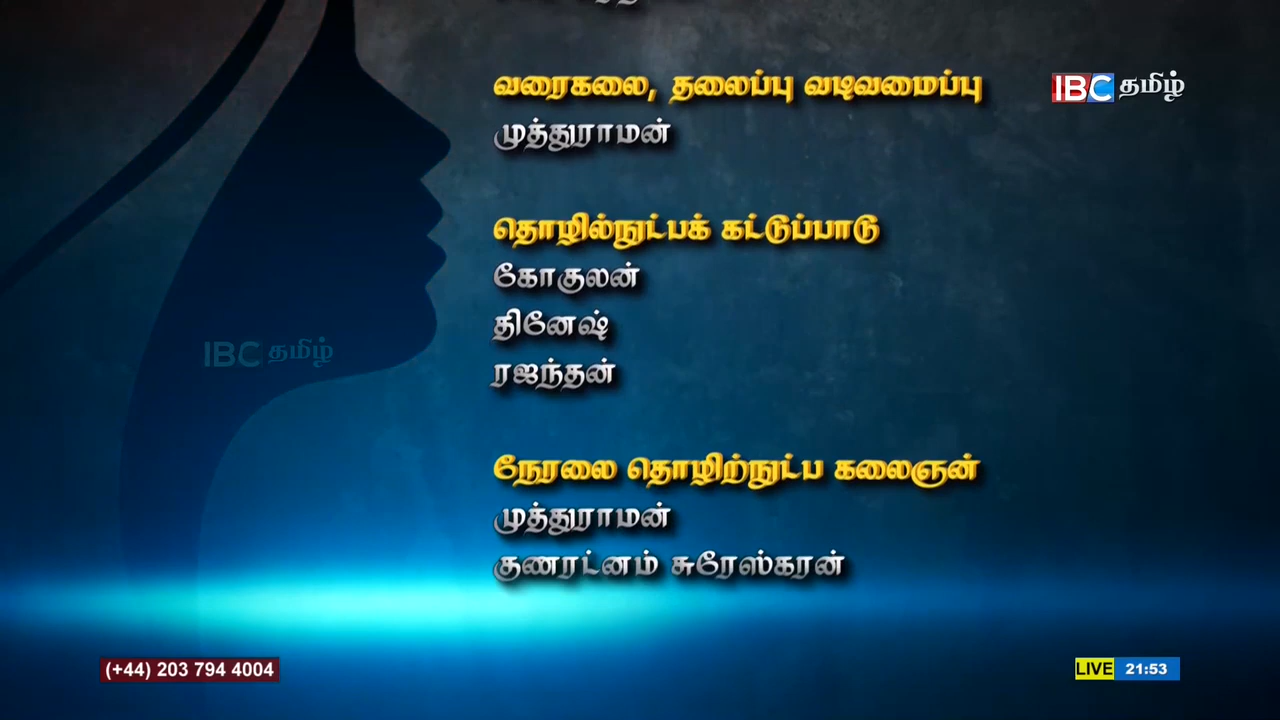 வரைகலை, தலைப்பு வடிவமைப்பு
IBC தமிழ்
முத்துராமன்
தொழில்நுட்பக் கட்டுப்பாடு
கோகுலன்
தினேஷ்
IBC தமிழ்
ரஜந்தன்
நேரலை தொழிற்நுட்ப கலைஞன்
முத்துராமன்
குணரட்னம் சுரேஸ்கரன்
(+44) 203 794 4004
LIVE 21:53